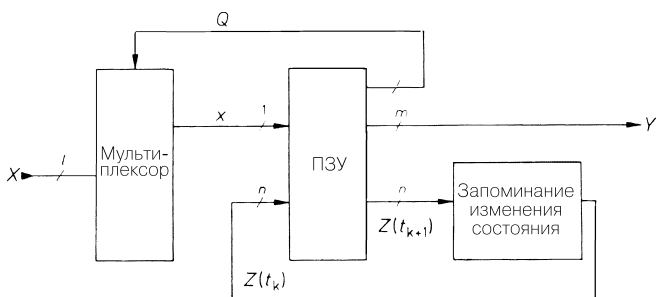 Q
X
l
Мульти-
плексор
x
1
n
ПЗУ
m
Y
n
Z(tk+1)
Запоминание
изменения
состояния
Z(tk)